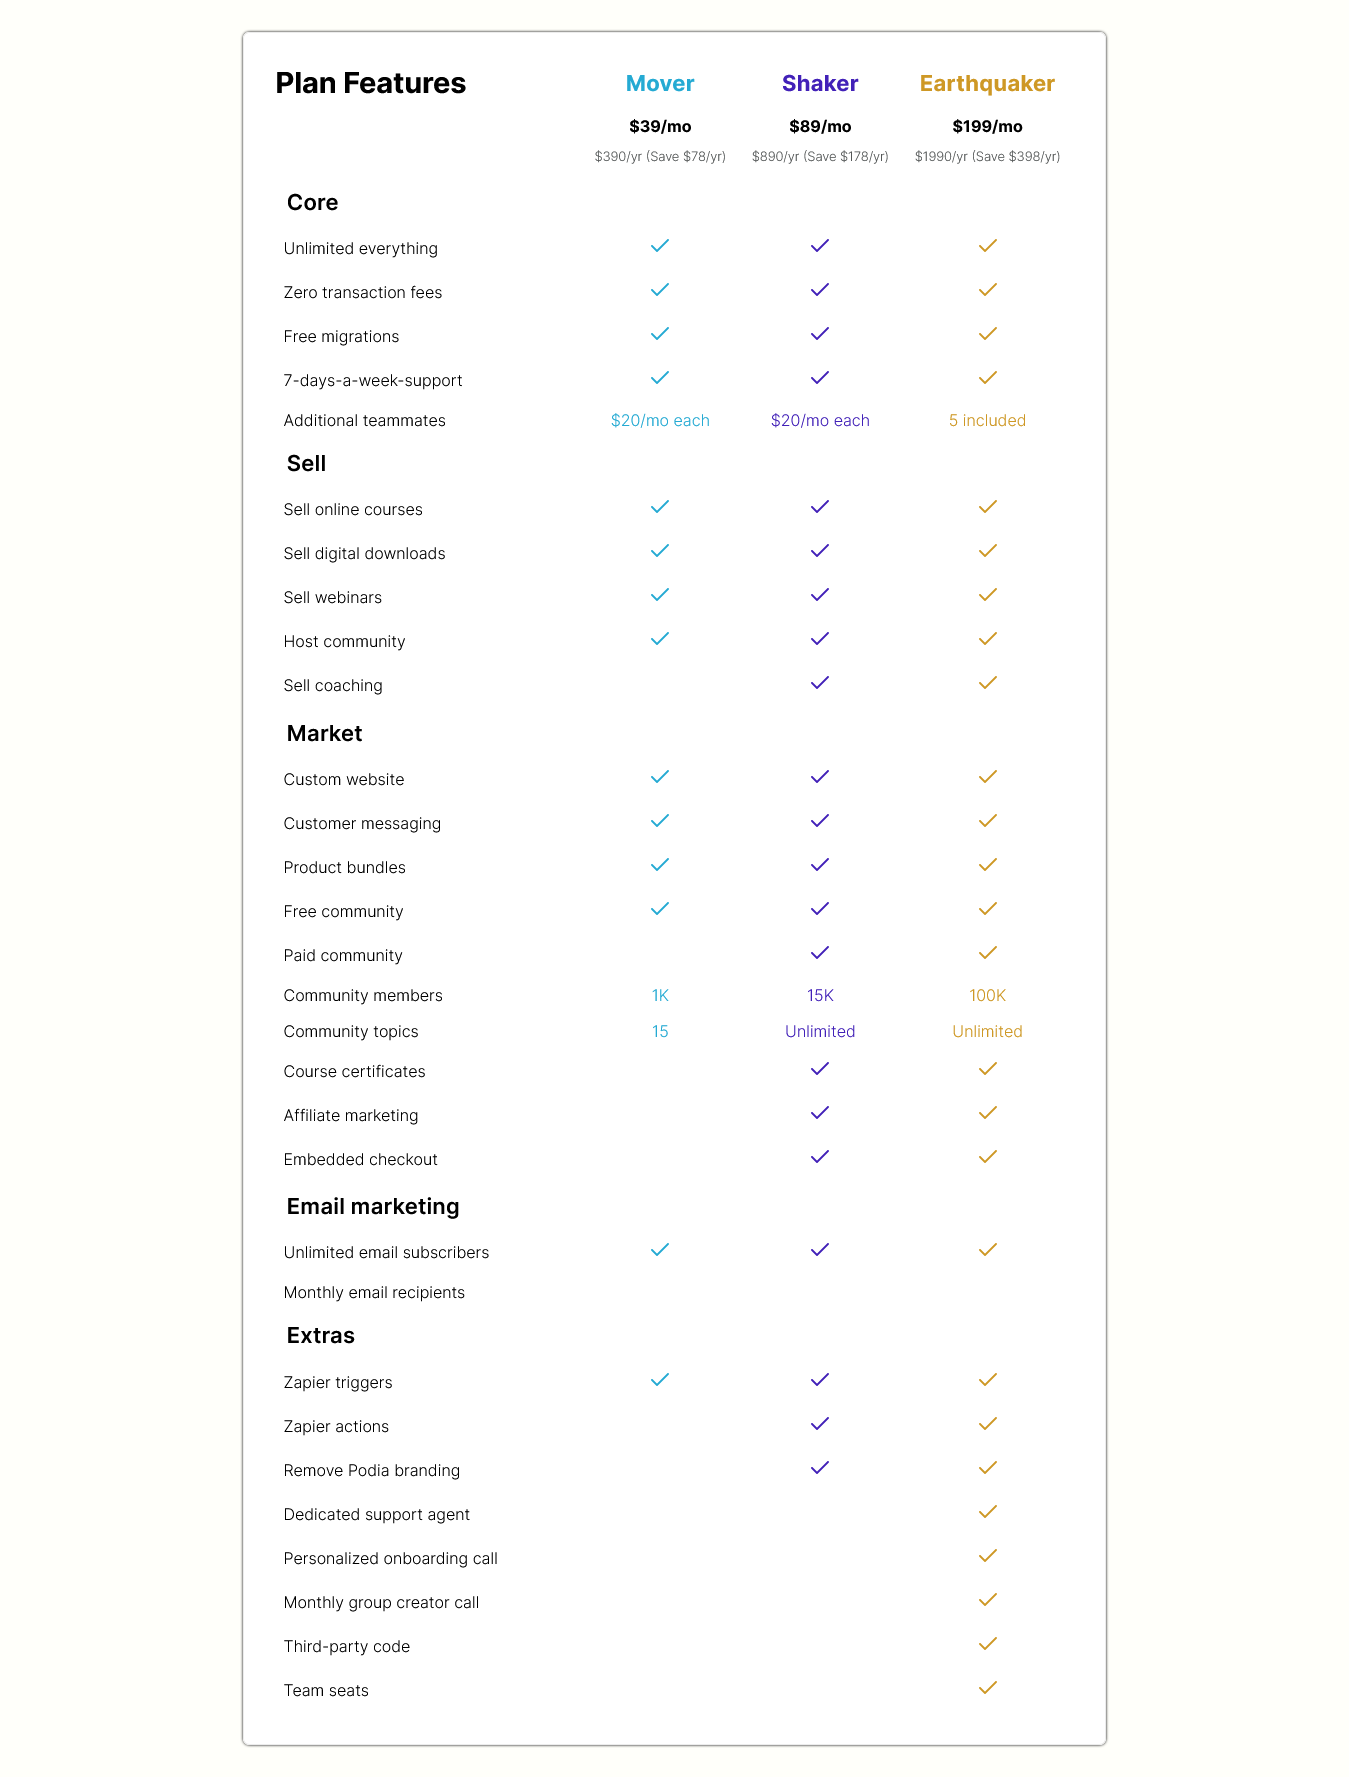 Plan Features Mover Shaker Earthquaker
$39/mo $89/mo $199/mo
$390/yr (Save $78/yr) $890/yr (Save $178/yr) $1990/yr (Save $398/yr)
Core
Unlimited everything
Zero transaction fees
Free migrations
7-days-a-week-support
Additional teammates $20/mo each $20/mo each 5 included
Sell
Sell online courses
Sell digital downloads
Sell webinars
Host community
Sell coaching
Market
Custom website
Customer messaging
Product bundles
Free community
Paid community
Community members 1K 15K 100K
Community topics 15 Unlimited Unlimited
Course certificates
Affiliate marketing
Embedded checkout
Email marketing
Unlimited email subscribers
Monthly email recipients
Extras
Zapier triggers
Zapier actions
Remove Podia branding
Dedicated support agent
Personalized onboarding call
Monthly group creator call
Third-party code
Team seats